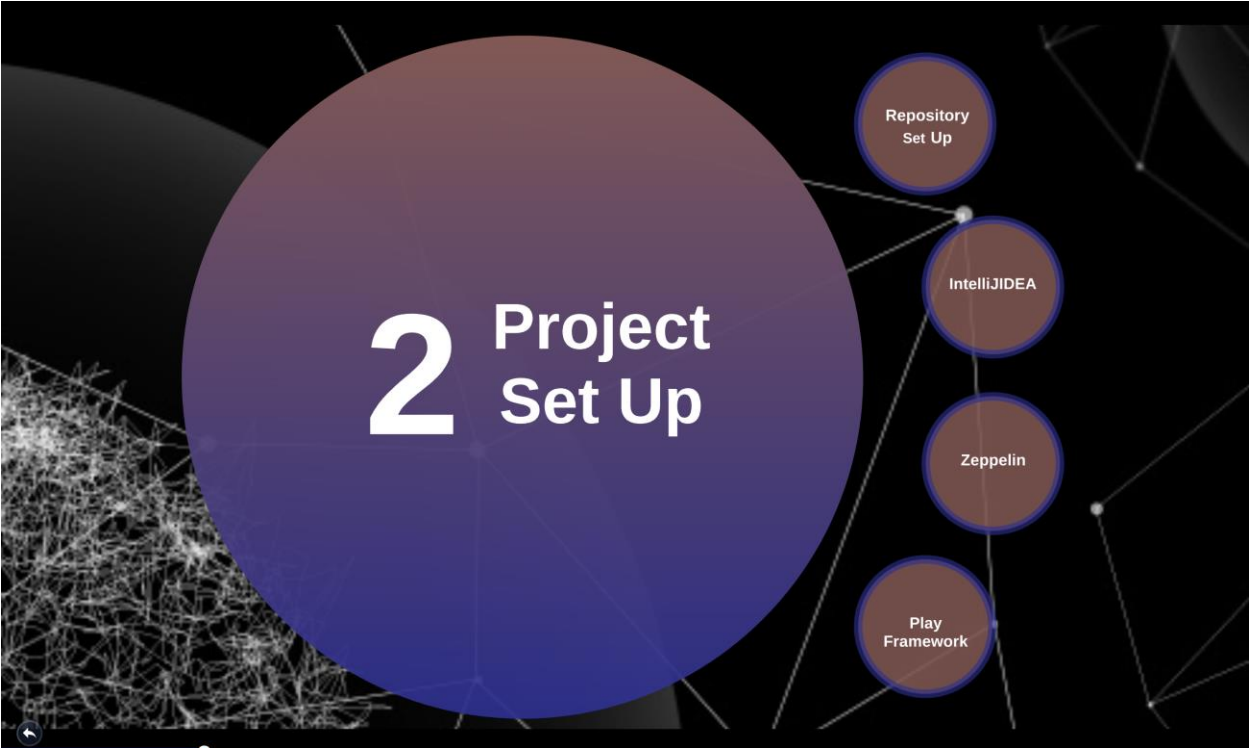 2
Project
Set Up
Repository
Set Up
IntelliJIDEA
Zeppelin
Play
Framework